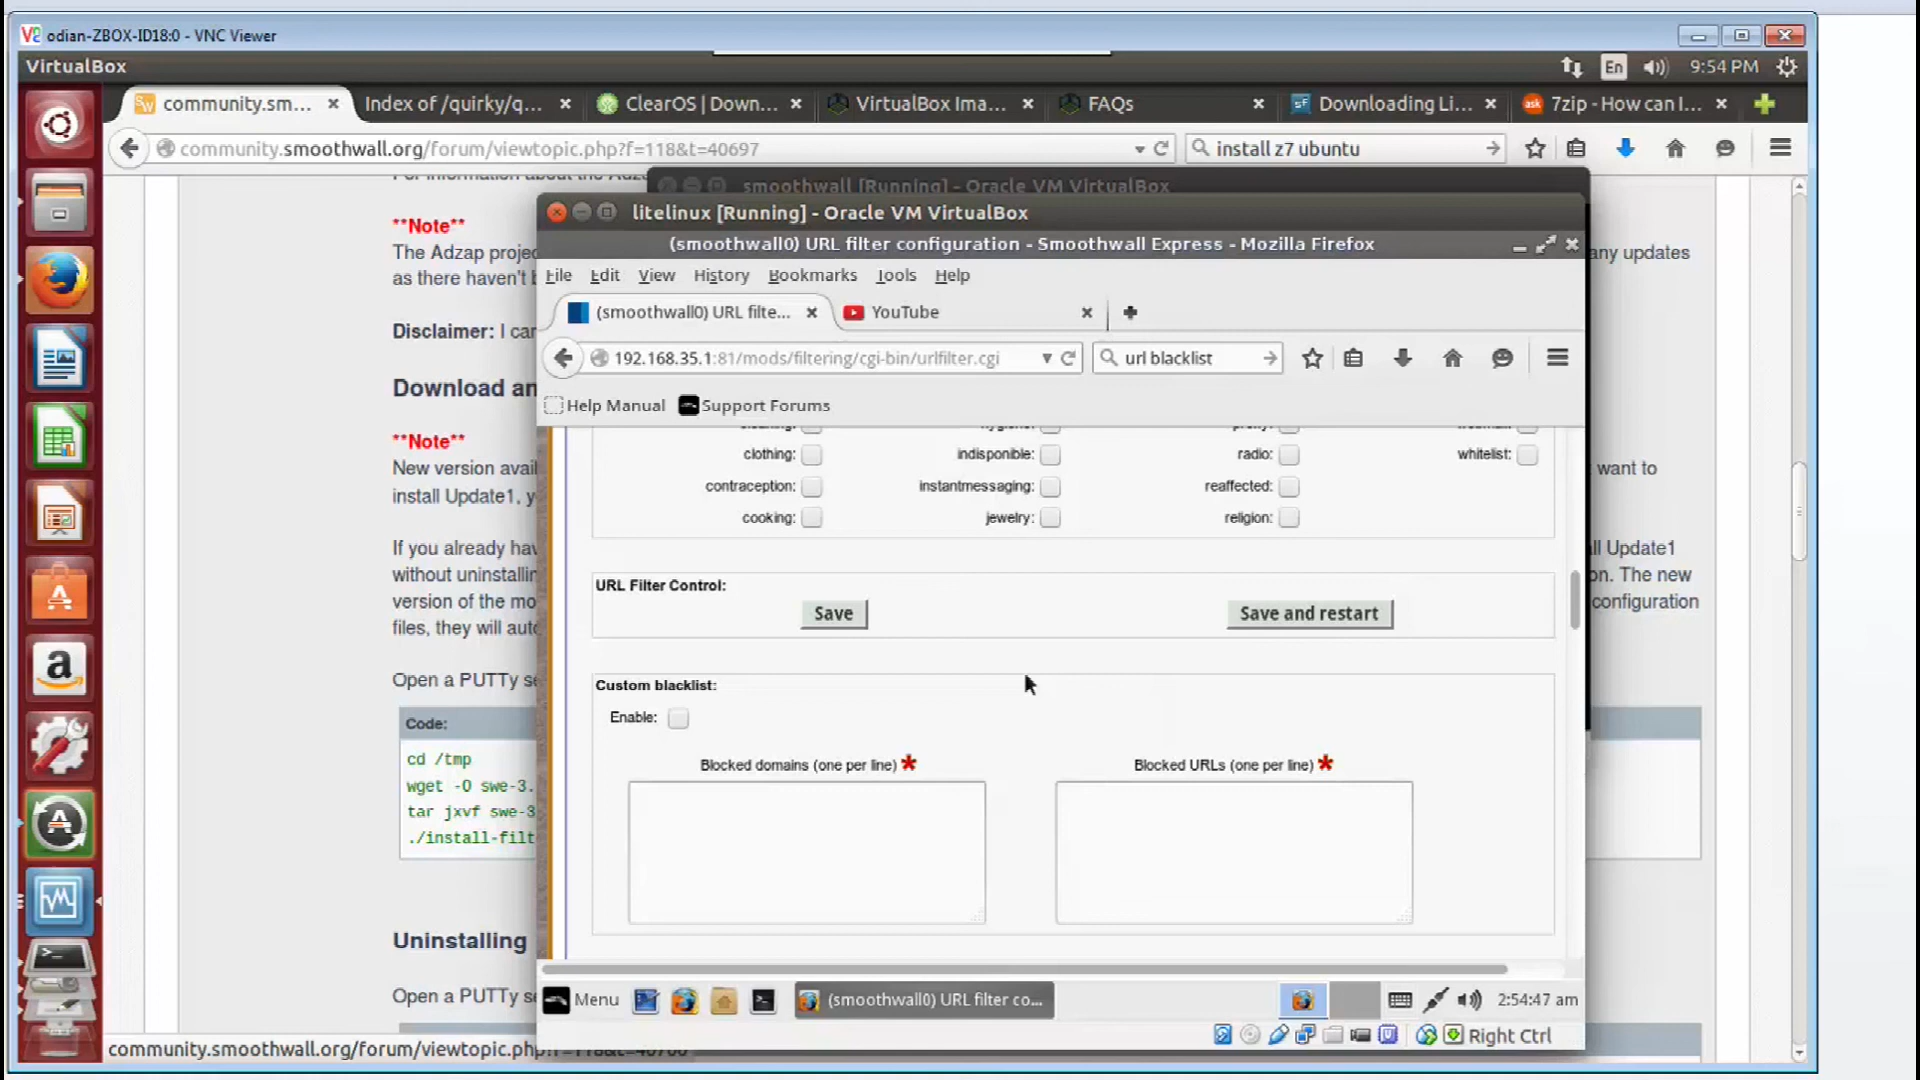 odian-ZBOX-ID18:0 - VNC Viewer
VirtualBox
En
9:54 PM
community.sm...
Index of /quirky/q...
ClearOS | Down...
VirtualBox Ima...
FAQs
Downloading Li...
7zip - How can I...
community.smoothwall.org/forum/viewtopic.php?f=118&t=40697
install z7 ubuntu
smoothwall [Running] - Oracle VM VirtualBox
**Note**
The Adzap projec
any updates
as there haven't b
Disclaimer: I car
Download an
**Note**
New version avail
want to
install Update1, y
If you already hav
ll Update1
without uninstallin
on. The new
version of the mo
configuration
files, they will auto
Open a PUTTy se
Code:
cd /tmp
wget -O swe-3.
tar jxvf swe-3
./install-filt
Uninstalling
Open a PUTTy se
litelinux [Running] - Oracle VM VirtualBox
(smoothwall0) URL filter configuration - Smoothwall Express - Mozilla Firefox
File Edit View History Bookmarks Tools Help
(smoothwall0) URL filte...
YouTube
192.168.35.1:81/mods/filtering/cgi-bin/urlfilter.cgi
url blacklist
Help Manual
Support Forums
clothing: indisponible: radio: whitelist:
contraception: instantmessaging: reaffected:
cooking: jewelry: religion:
URL Filter Control:
Save
Save and restart
Custom blacklist:
Enable:
Blocked domains (one per line) *
Blocked URLs (one per line) *
Menu
(smoothwall0) URL filter co...
2:54:47 am
Right Ctrl